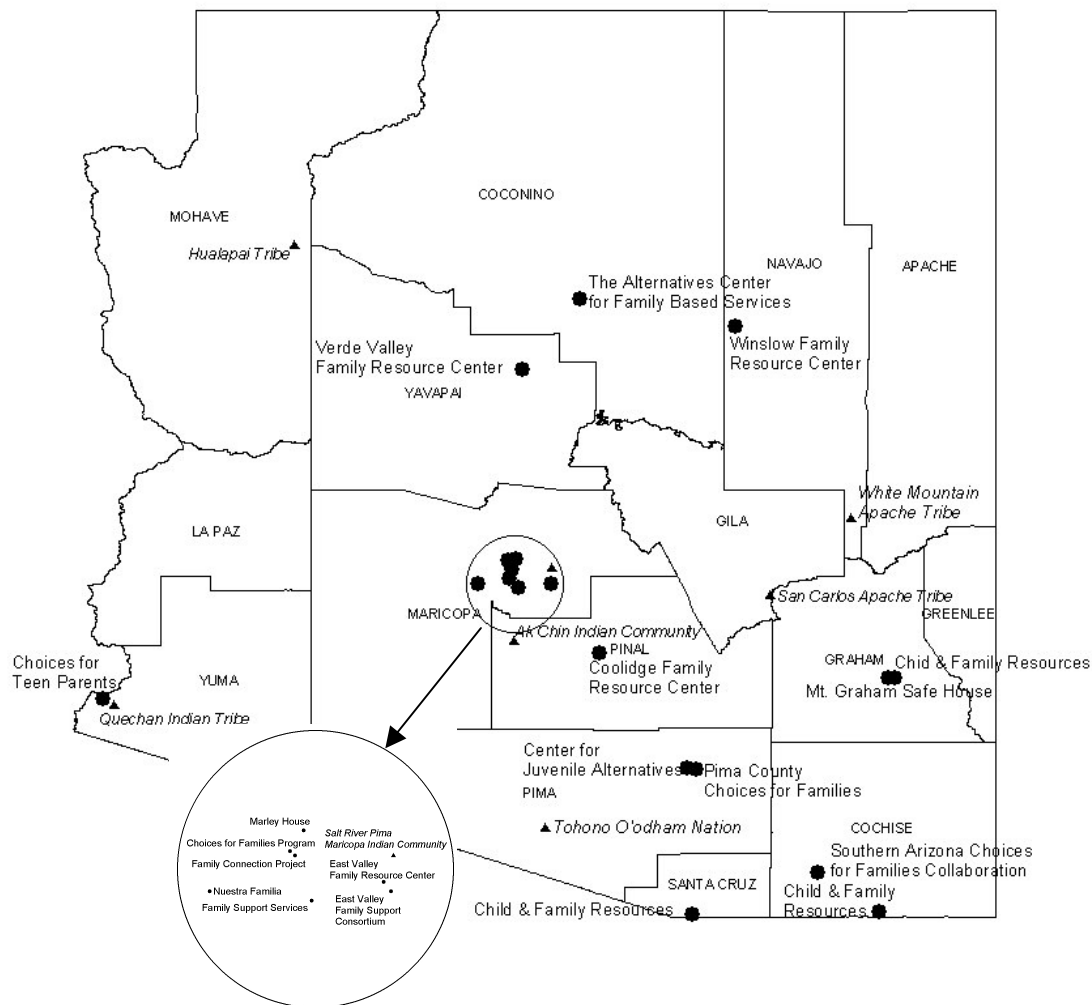 COCONINO
MOHAVE
Hualapai Tribe
NAVAJO
APACHE
The Alternatives Center
for Family Based Services
Winslow Family
Resource Center
Verde Valley
Family Resource Center
YAVAPAI
White Mountain
Apache Tribe
GILA
LA PAZ
San Carlos Apache Tribe
GREENLEE
MARICOPA
Ak Chin Indian Community
PINAL
Coolidge Family
Resource Center
GRAHAM
Chid & Family Resources
Mt. Graham Safe House
Choices for
Teen Parents
YUMA
Quechan Indian Tribe
Center for
Juvenile Alternatives
Pima County
Choices for Families
PIMA
Tohono O'odham Nation
COCHISE
Southern Arizona Choices
for Families Collaboration
SANTA CRUZ
Child & Family
Resources
Child & Family Resources
Marley House
Choices for Families Program
Family Connection Project
Nuestra Familia
Family Support Services
Salt River Pima
Maricopa Indian Community
East Valley
Family Resource Center
East Valley
Family Support
Consortium